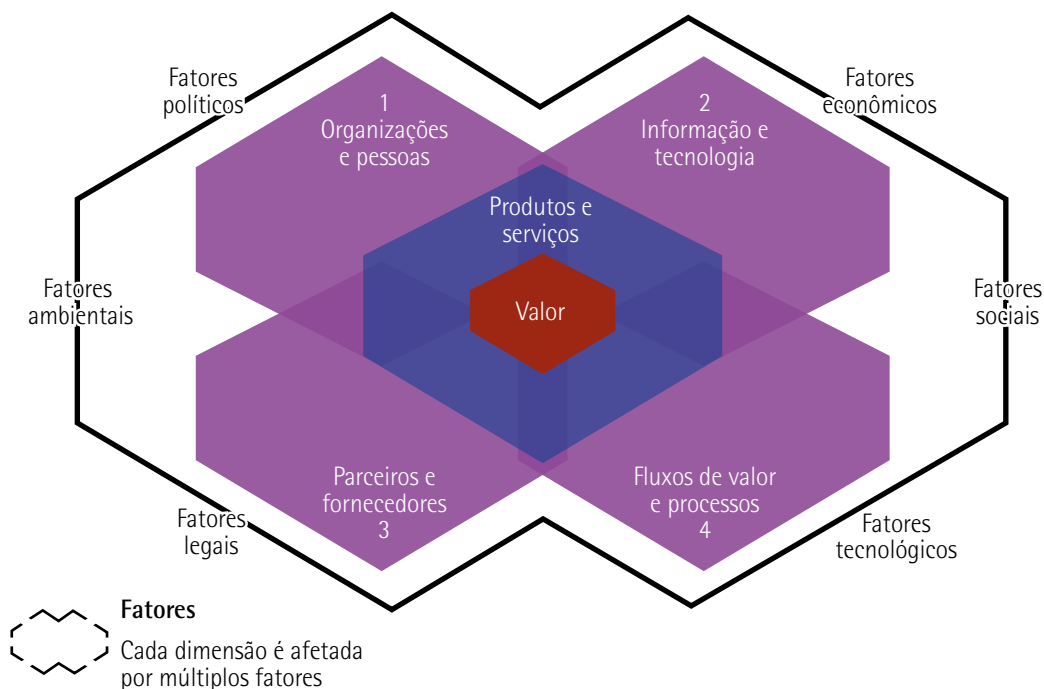 Fatores
políticos
1
Organizações
e pessoas
2
Informação e
tecnologia
Fatores
econômicos
Produtos e
serviços
Fatores
ambientais
Valor
Fatores
sociais
Parceiros e
fornecedores
3
Fluxos de valor
e processos
4
Fatores
legais
Fatores
tecnológicos
Fatores
Cada dimensão é afetada
por múltiplos fatores